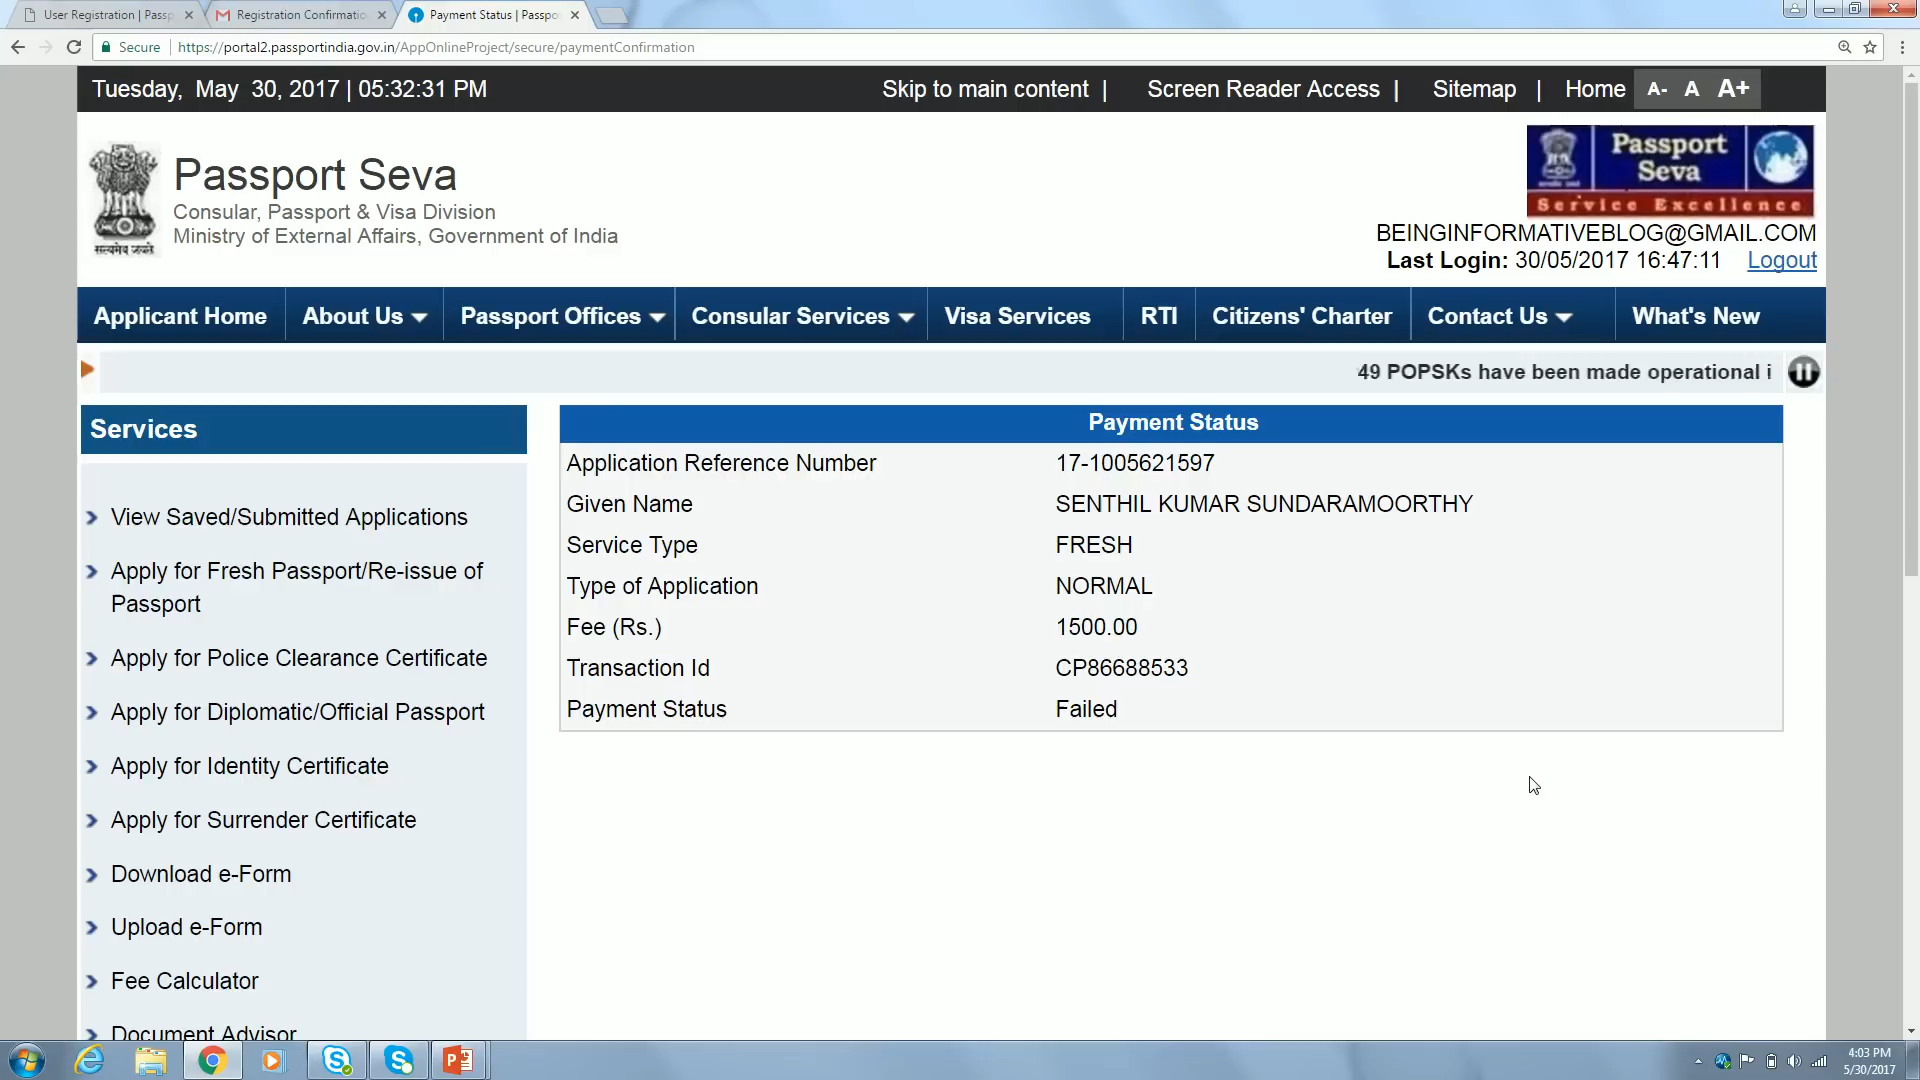 User Registration | Passp
Registration Confirmatio
Payment Status | Passpo
Secure
https://portal2.passportindia.gov.in/AppOnlineProject/secure/paymentConfirmation
Tuesday, May 30, 2017 | 05:32:31 PM
Skip to main content | Screen Reader Access | Sitemap | Home A- A A+
Passport Seva
Consular, Passport & Visa Division
Ministry of External Affairs, Government of India
सत्यमेव जयते
Passport
Seva
Service Excellence
BEINGINFORMATIVEBLOG@GMAIL.COM
Last Login: 30/05/2017 16:47:11 Logout
Applicant Home About Us Passport Offices Consular Services Visa Services RTI Citizens' Charter Contact Us What's New
49 POPSKs have been made operational i
Services
View Saved/Submitted Applications
Apply for Fresh Passport/Re-issue of
Passport
Apply for Police Clearance Certificate
Apply for Diplomatic/Official Passport
Apply for Identity Certificate
Apply for Surrender Certificate
Download e-Form
Upload e-Form
Fee Calculator
Document Advisor
Payment Status
Application Reference Number 17-1005621597
Given Name SENTHIL KUMAR SUNDARAMOORTHY
Service Type FRESH
Type of Application NORMAL
Fee (Rs.) 1500.00
Transaction Id CP86688533
Payment Status Failed
4:03 PM
5/30/2017